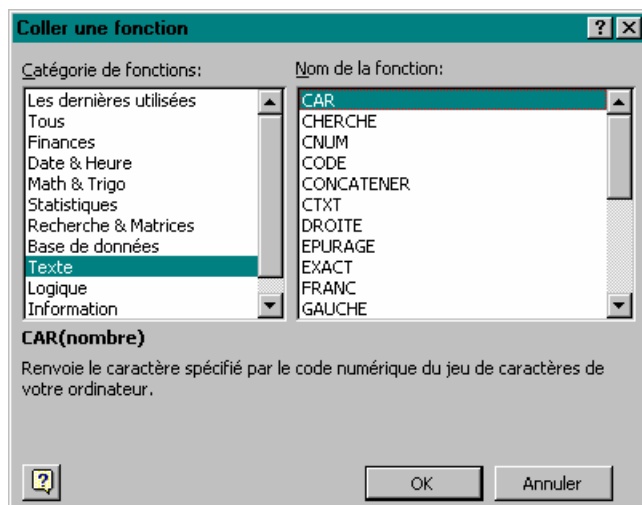 Coller une fonction
Catégorie de fonctions:
Les dernières utilisées
Tous
Finances
Date & Heure
Math & Trigo
Statistiques
Recherche & Matrices
Base de données
Texte
Logique
Information
Nom de la fonction:
CAR
CHERCHE
CNUM
CODE
CONCATENER
CTXT
DROITE
EPURAGE
EXACT
FRANC
GAUCHE
CAR(nombre)
Renvoie le caractère spécifié par le code numérique du jeu de caractères de
votre ordinateur.
OK
Annuler